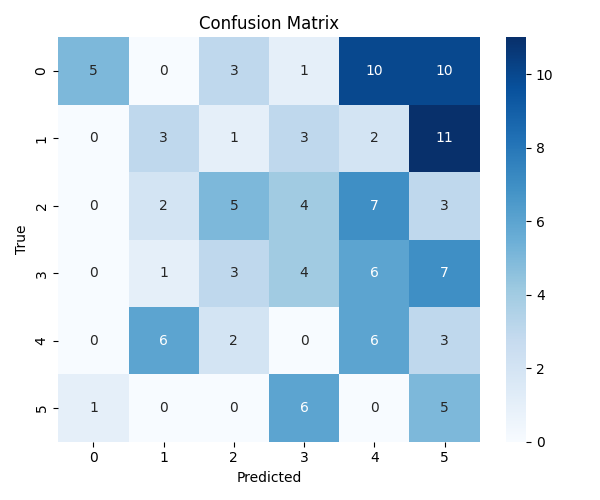 Confusion Matrix
True
0 5 0 3 1 10 10
1 0 3 1 3 2 11
2 0 2 5 4 7 3
3 0 1 3 4 6 7
4 0 6 2 0 6 3
5 1 0 0 6 0 5
0 1 2 3 4 5
Predicted
10
8
6
4
2
0